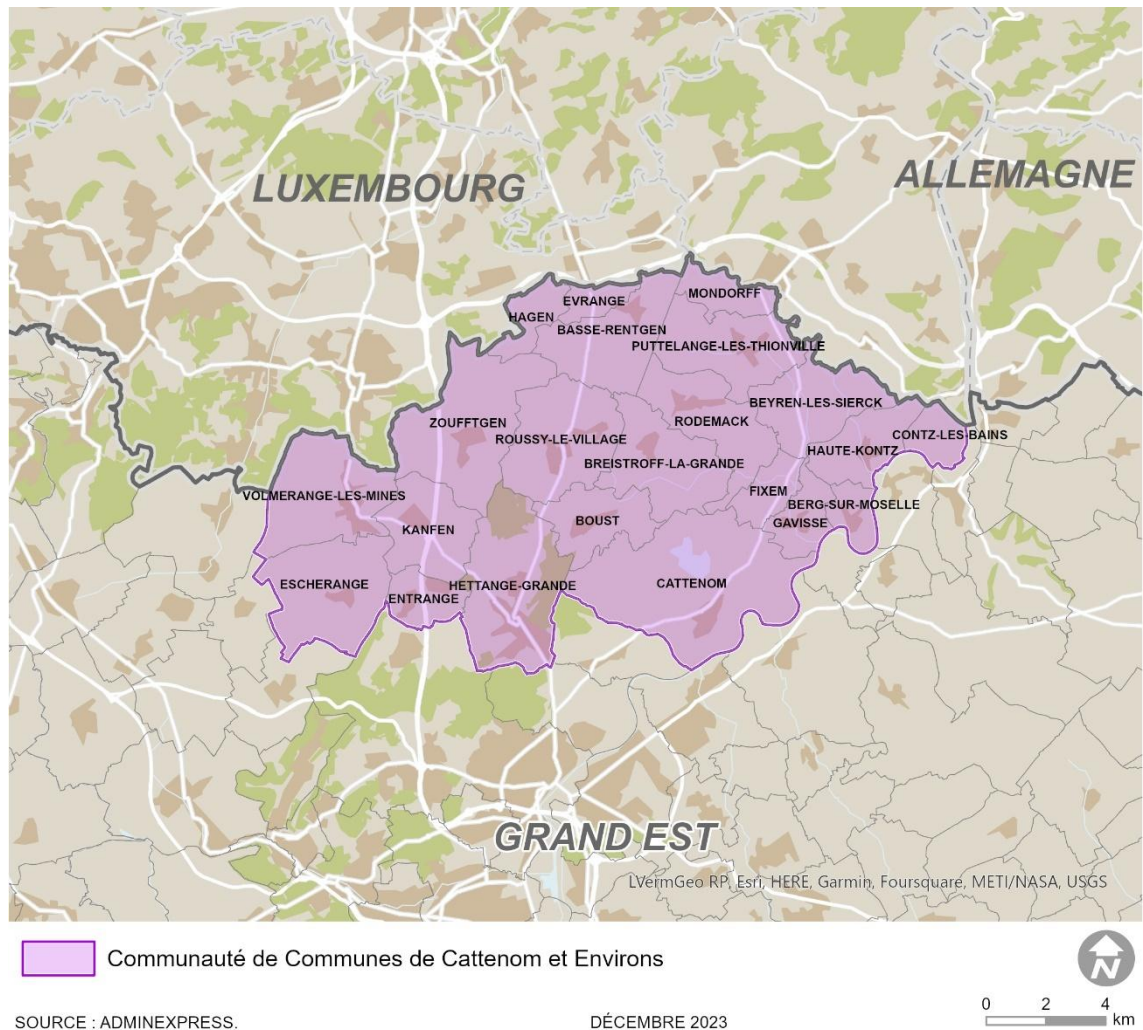 LUXEMBOURG
ALLEMAGNE
MONDORFF
EVRANGE
HAGEN
BASSE-RENTGEN
PUTTELANGE-LES-THIONVILLE
BEYREN-LES-SIERCK
ZOUFFTGEN
RODEMACK
CONTZ-LES-BAINS
ROUSSY-LE-VILLAGE
HAUTE-KONTZ
BREISTROFF-LA-GRANDE
VOLMERANGE-LES-MINES
FIXEM
BERG-SUR-MOSELLE
KANFEN
BOUST
GAVISSE
ESCHERANGE
HETTANGE-GRANDE
CATTENOM
ENTRANGE
GRAND EST
LVermGeo RP, Esri, HERE, Garmin, Foursquare, METI/NASA, USGS
Communauté de Communes de Cattenom et Environs
N
SOURCE : ADMINEXPRESS.
DÉCEMBRE 2023
0 2 4
km